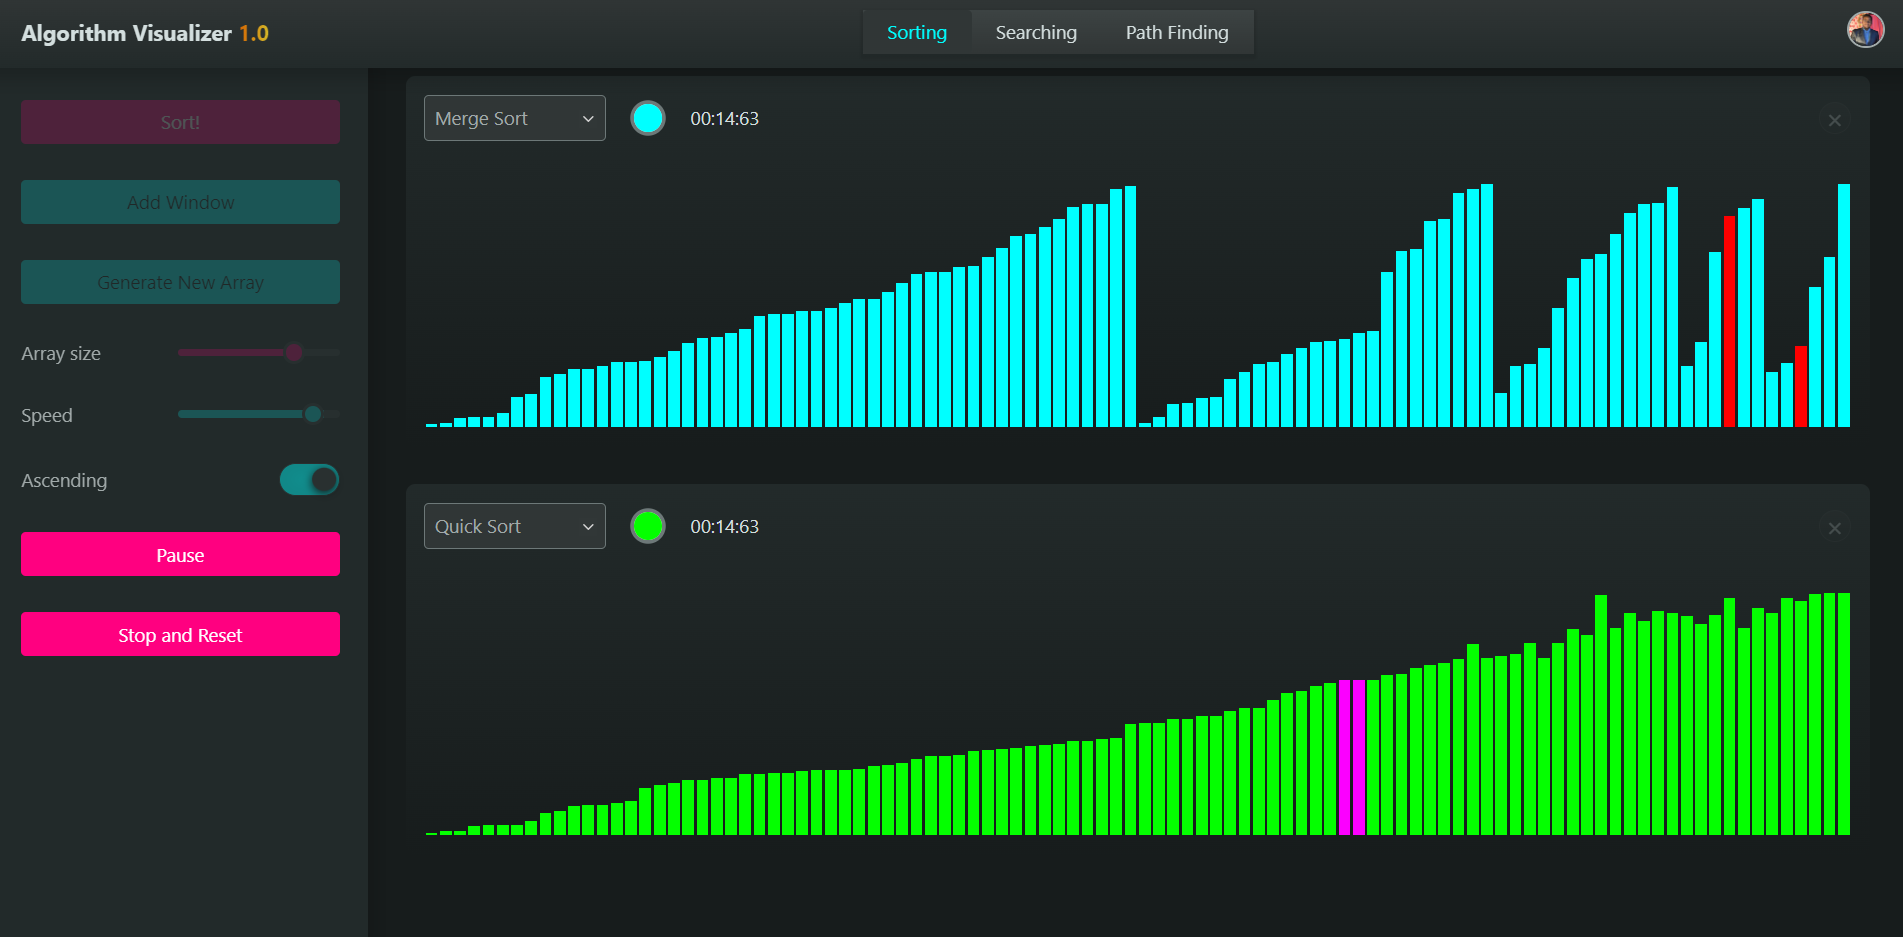 Algorithm Visualizer 1.0
Sorting Searching Path Finding
Sort!
Add Window
Generate New Array
Array size
Speed
Ascending
Pause
Stop and Reset
Merge Sort 00:14:63
Quick Sort 00:14:63